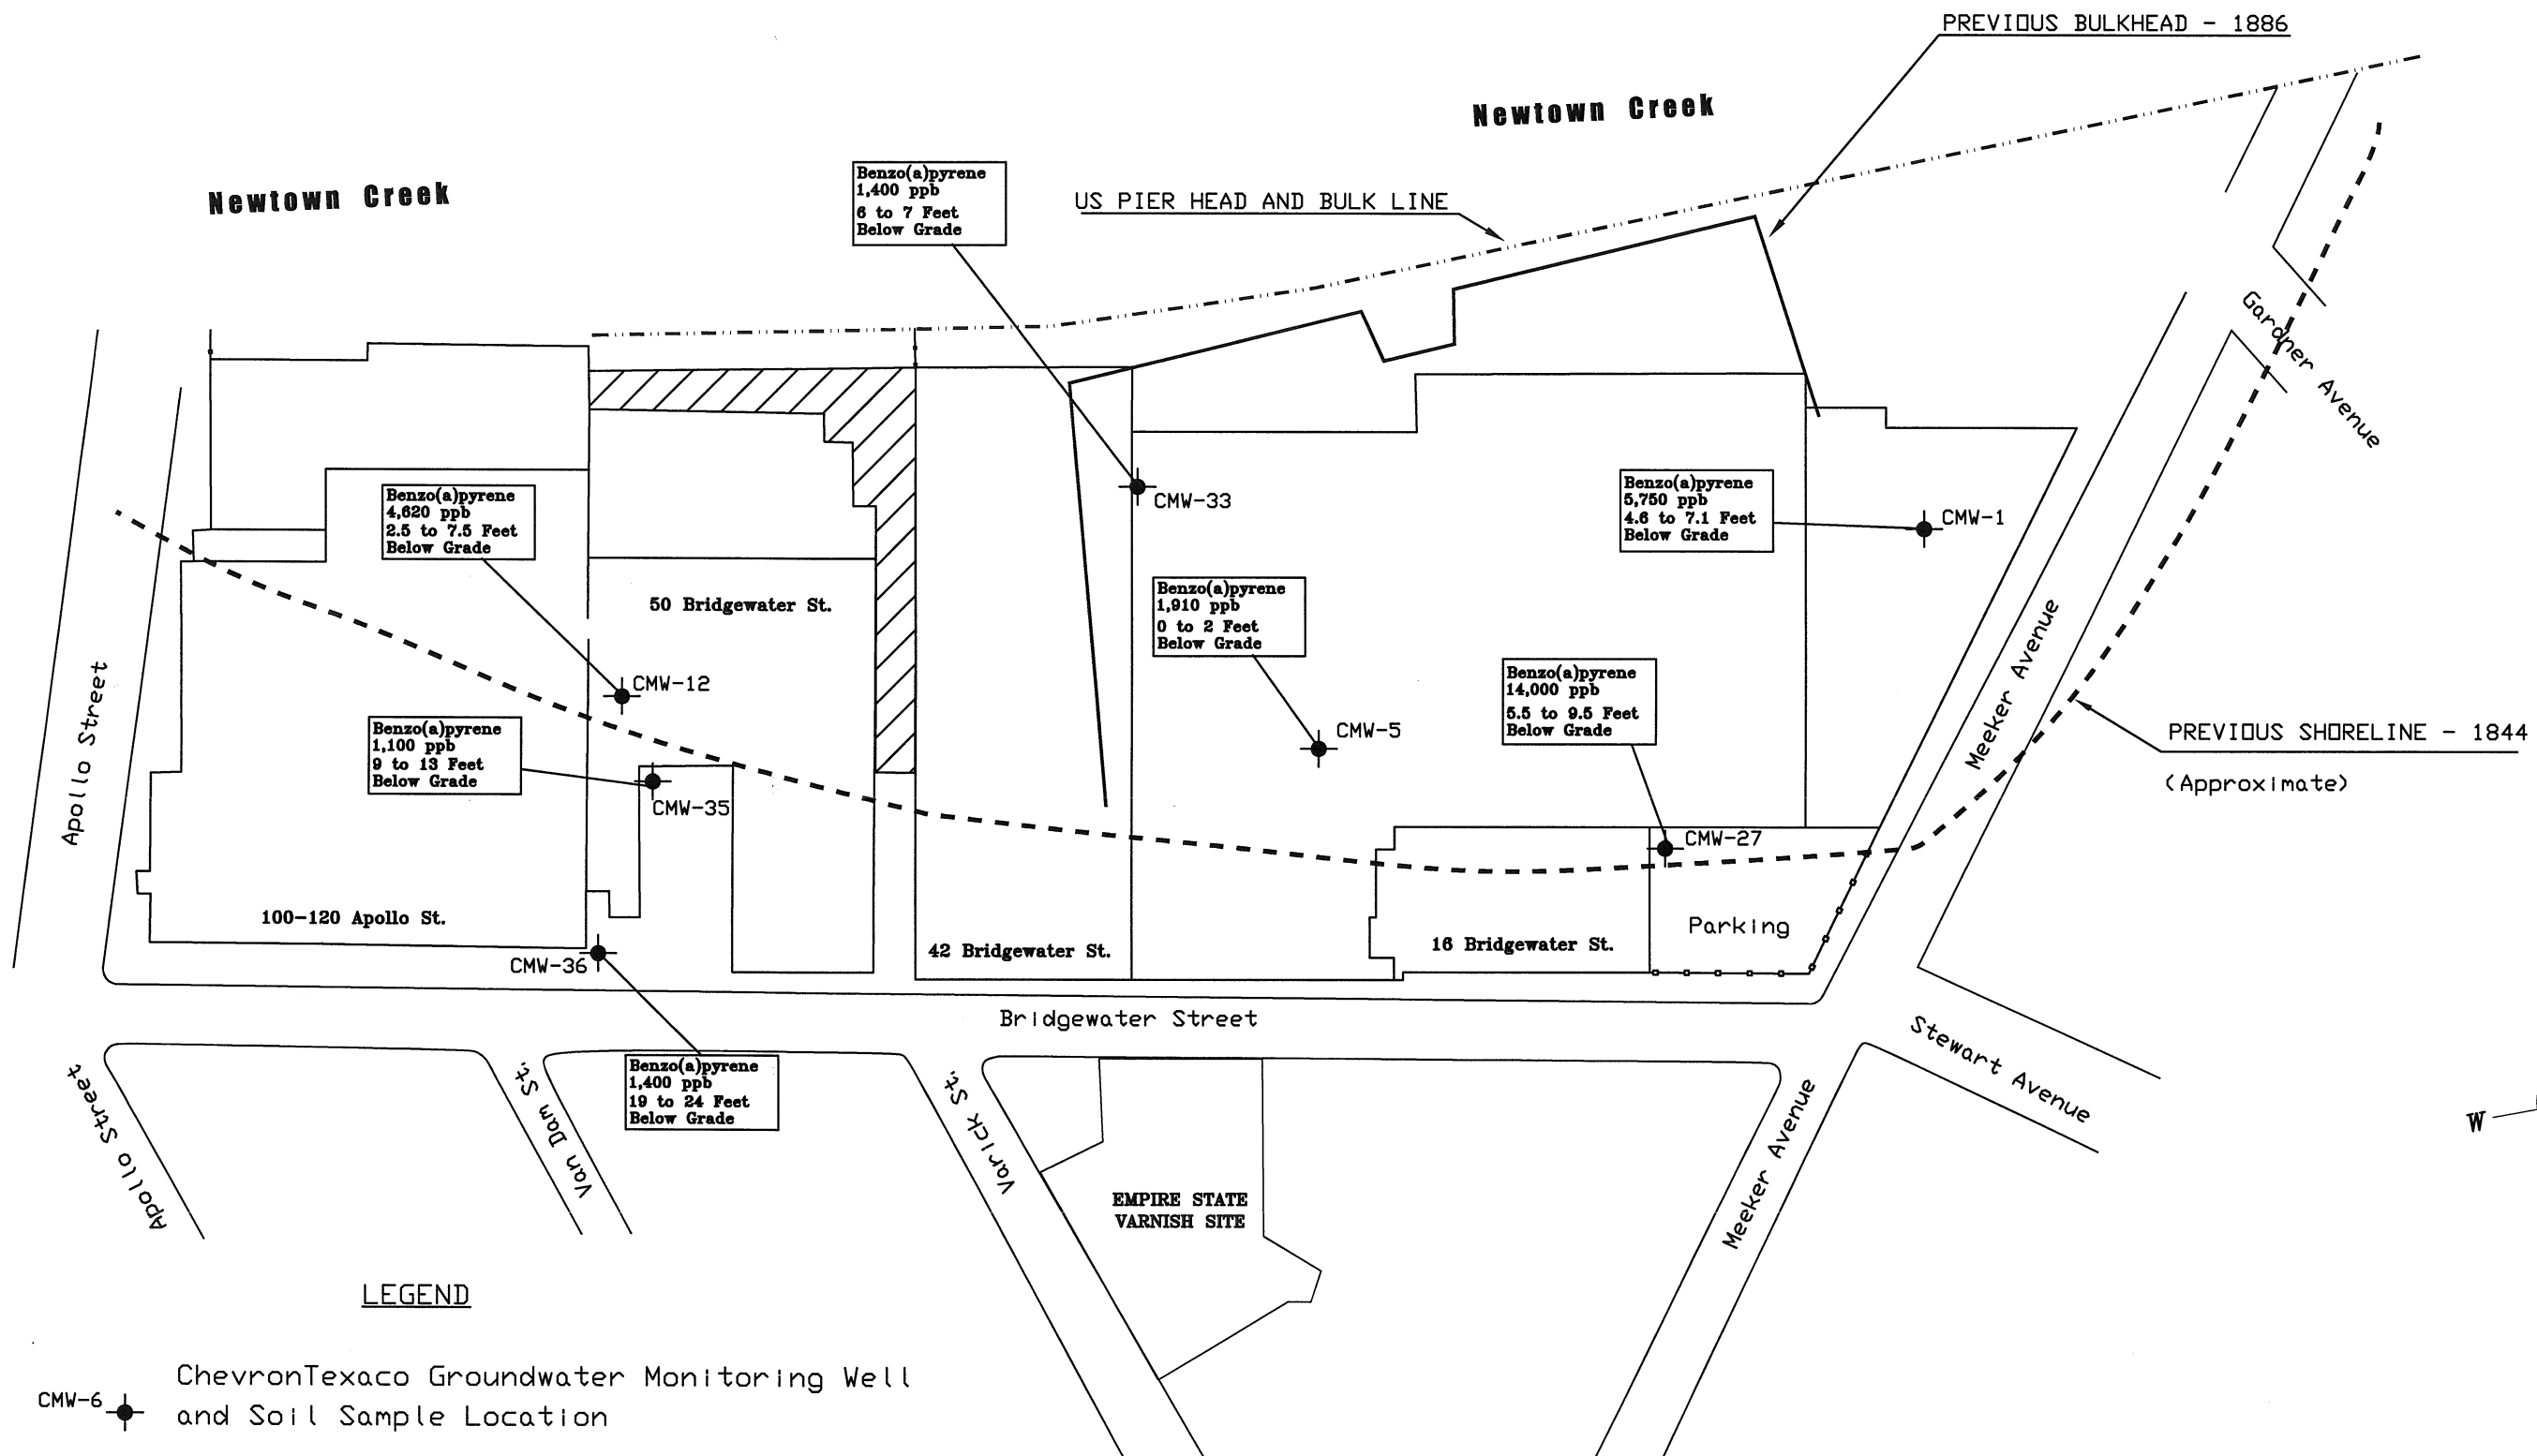 PREVIOUS BULKHEAD - 1886
Newtown Creek
Newtown Creek
US PIER HEAD AND BULK LINE
Benzo(a)pyrene
1,400 ppb
6 to 7 Feet
Below Grade
CMW-33
Gardner Avenue
Benzo(a)pyrene
4,620 ppb
2.5 to 7.5 Feet
Below Grade
CMW-12
50 Bridgewater St.
Benzo(a)pyrene
5,750 ppb
4.6 to 7.1 Feet
Below Grade
CMW-1
Benzo(a)pyrene
1,910 ppb
0 to 2 Feet
Below Grade
CMW-5
Benzo(a)pyrene
14,000 ppb
5.5 to 9.5 Feet
Below Grade
CMW-27
Meeker Avenue
PREVIOUS SHORELINE - 1844
(Approximate)
Apollo Street
Benzo(a)pyrene
1,100 ppb
9 to 13 Feet
Below Grade
CMW-35
100-120 Apollo St.
CMW-36
42 Bridgewater St.
16 Bridgewater St.
Parking
Bridgewater Street
Stewart Avenue
Apollo Street
Van Dam St.
Benzo(a)pyrene
1,400 ppb
19 to 24 Feet
Below Grade
Varick St.
Meeker Avenue
W
EMPIRE STATE
VARNISH SITE
LEGEND
CMW-6
ChevronTexaco Groundwater Monitoring Well
and Soil Sample Location